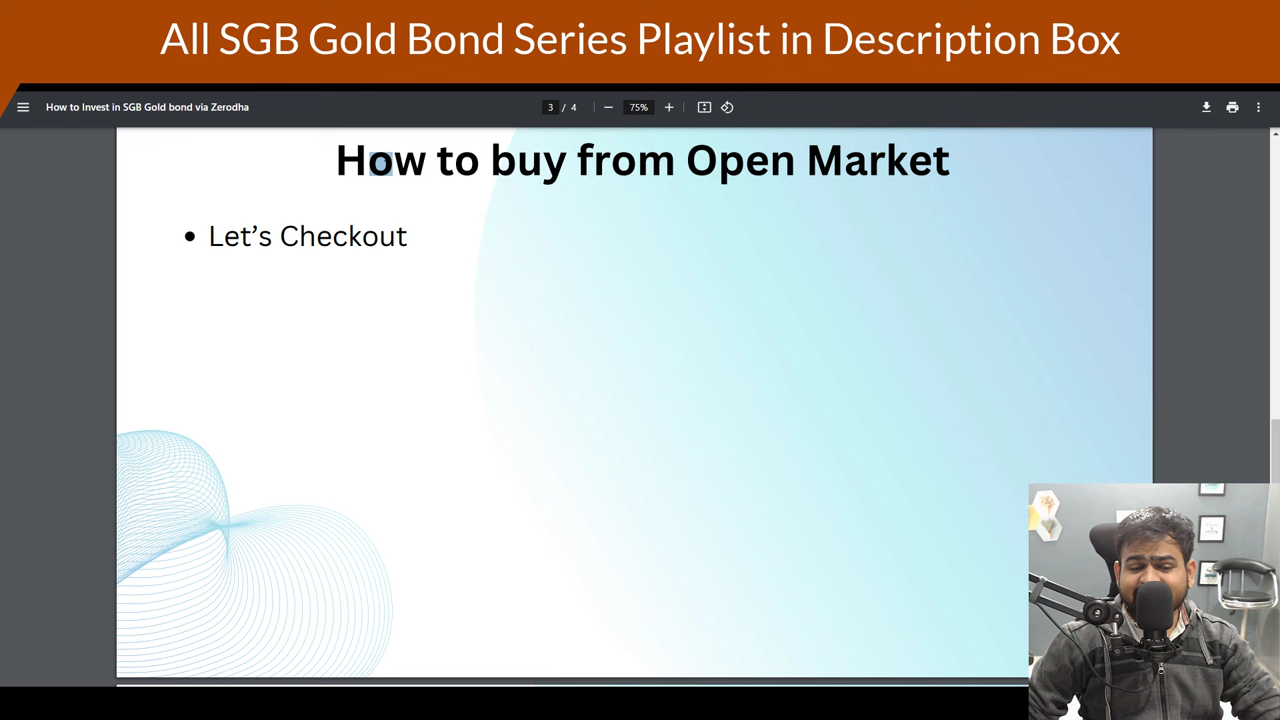 All SGB Gold Bond Series Playlist in Description Box
How to Invest in SGB Gold bond via Zerodha
3 / 4
75%
How to buy from Open Market
• Let’s Checkout